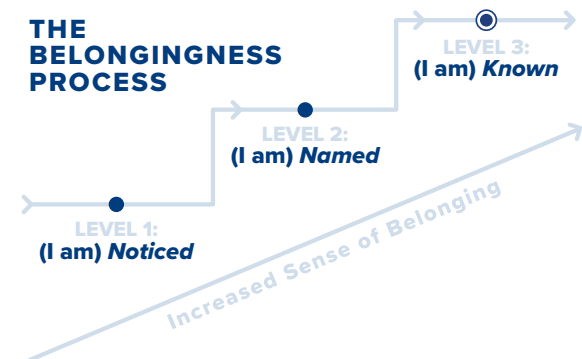 THE
BELONGINGNESS
PROCESS
LEVEL 3:
(I am) Known
LEVEL 2:
(I am) Named
LEVEL 1:
(I am) Noticed
Increased Sense of Belonging